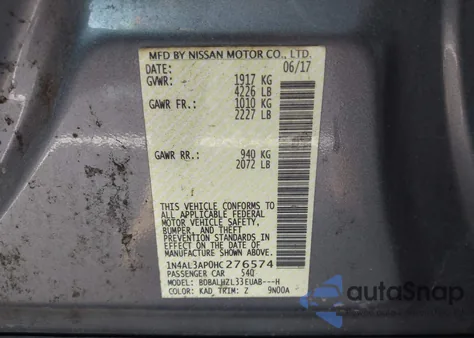 MFD BY NISSAN MOTOR CO., LTD.
DATE: 06/17
GVWR: 1917 KG
4226 LB
GAWR FR.: 1010 KG
2227 LB
GAWR RR.: 940 KG
2072 LB
THIS VEHICLE CONFORMS TO
ALL APPLICABLE FEDERAL
MOTOR VEHICLE SAFETY,
BUMPER, AND THEFT
PREVENTION STANDARDS IN
EFFECT ON THE DATE OF
MANUFACTURE SHOWN ABOVE.
1N4AL3AP0HC276574
PASSENGER CAR 540
MODEL: BDBALHZL33EUAB---H
COLOR: KAD TRIM: Z 9N00A
autoSnap